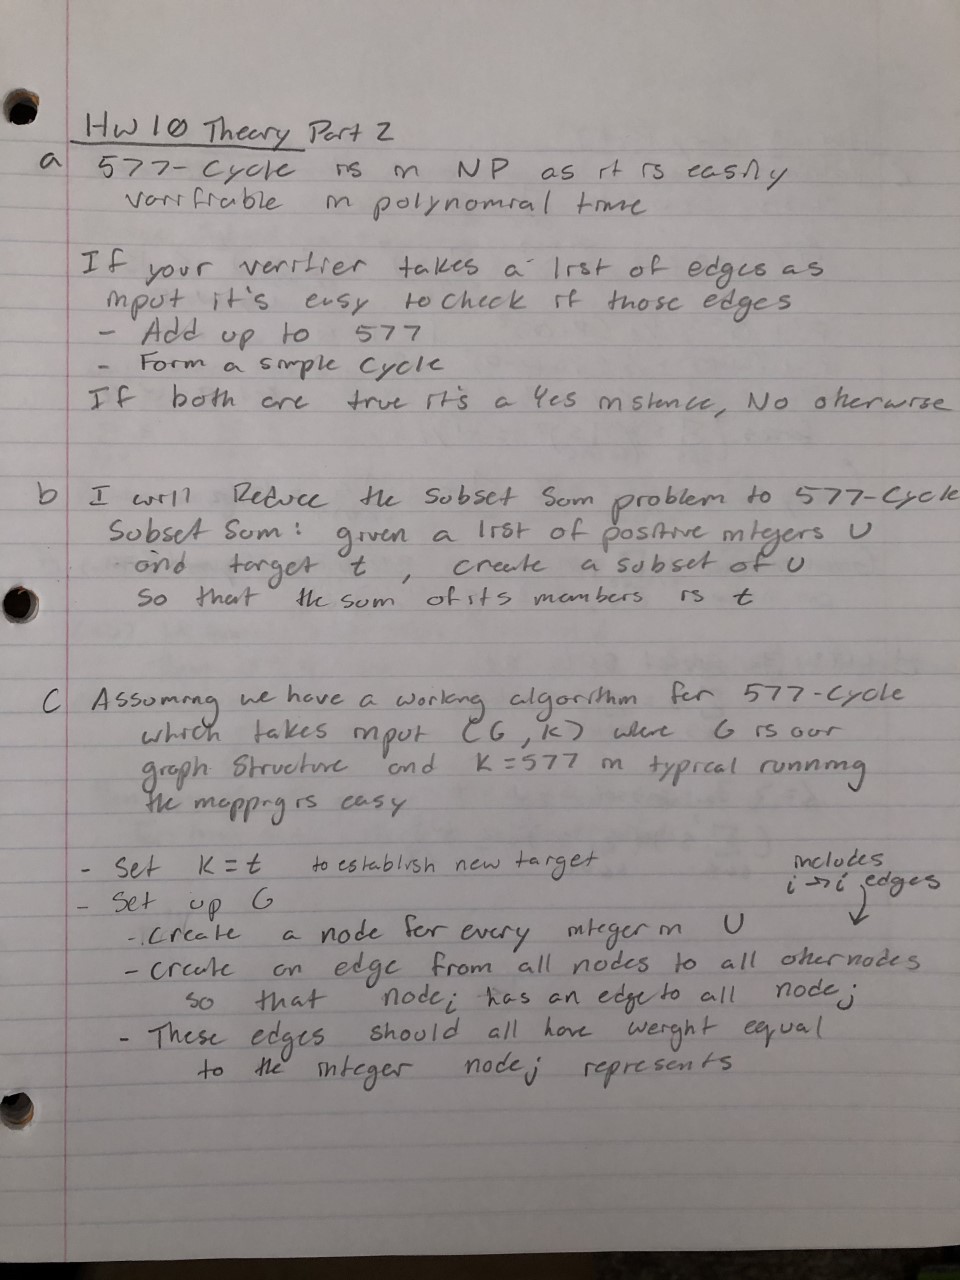 HW 10 Theory Part 2
a 577-Cycle is in NP as it is easily
varifiable in polynomial time
If your verifier takes a list of edges as
input it's easy to check if those edges
- Add up to 577
- Form a simple Cycle
If both are true it's a Yes instance, No oherwise
b I will Reduce the Subset Sum problem to 577-Cycle
Subset Sum: given a list of positive integers U
and target t, create a subset of U
so that the sum of its members is t
C Assuming we have a working algorithm for 577-Cycle
which takes input (G, K) where G is our
graph Structure and K=577 in typical running
the mapping is easy
- Set K=t to establish new target
- Set up G
includes
i→i edges
- Create a node for every integer in U
- create an edge from all nodes to all other nodes
so that node i has an edge to all node j
- These edges should all have weight equal
to the integer node j represents